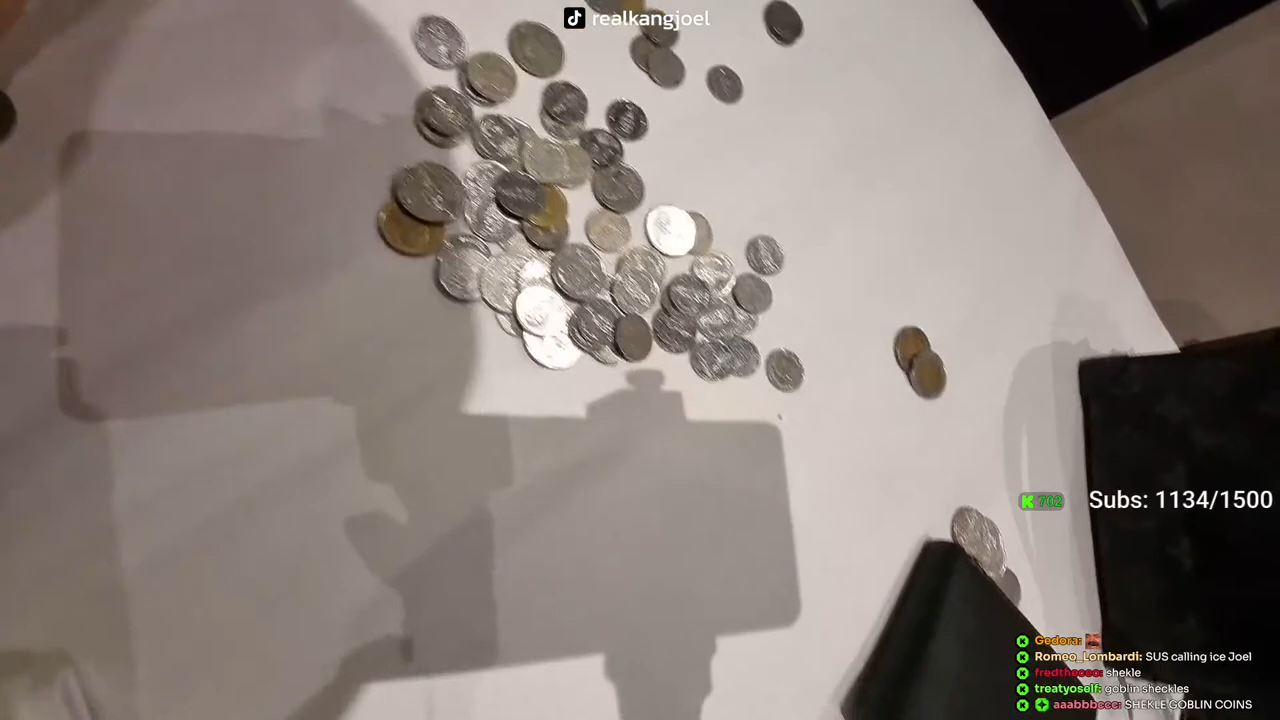 realkangjoel
K 702
Subs: 1134/1500
Gedora:
Romeo_Lombardi: SUS calling ice Joel
fredtheooo: shekle
treatyoself: goblin sheckles
aaabbbccc: SHEKLE GOBLIN COINS